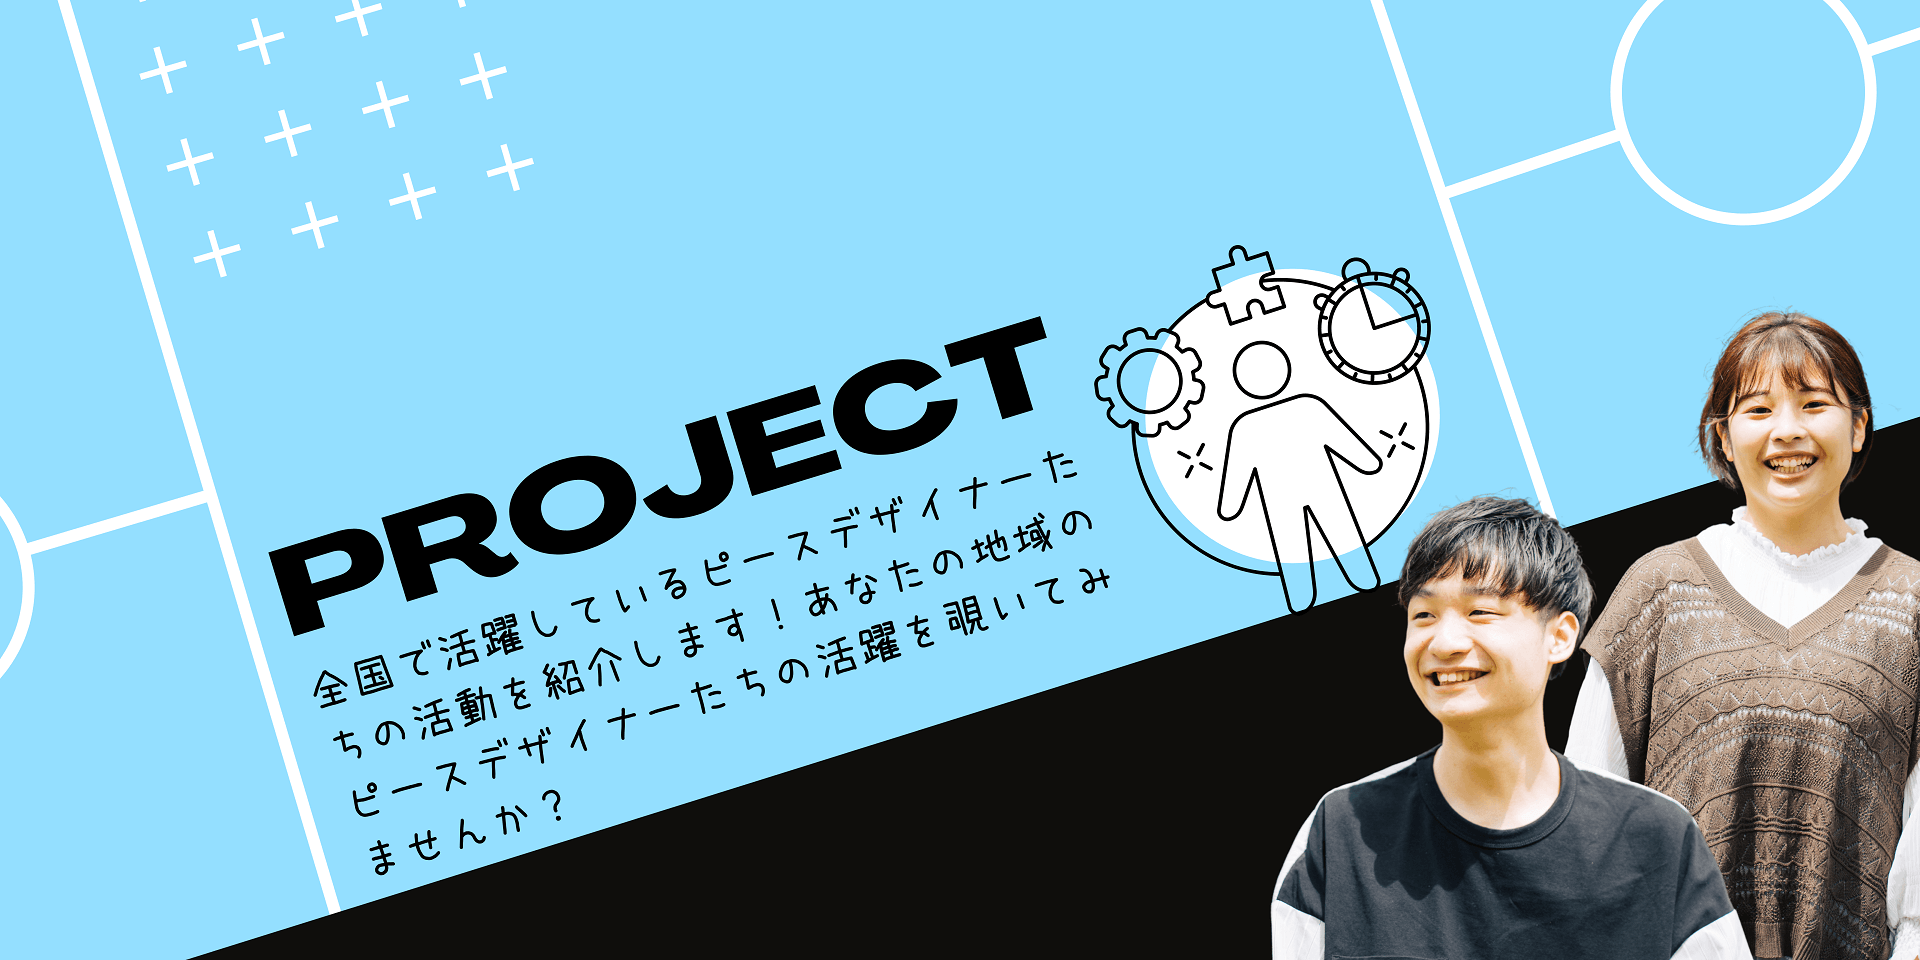 PROJECT
全国で活躍しているピースデザイナーた
ちの活動を紹介します！あなたの地域の
ピースデザイナーたちの活躍を覗いてみ
ませんか？